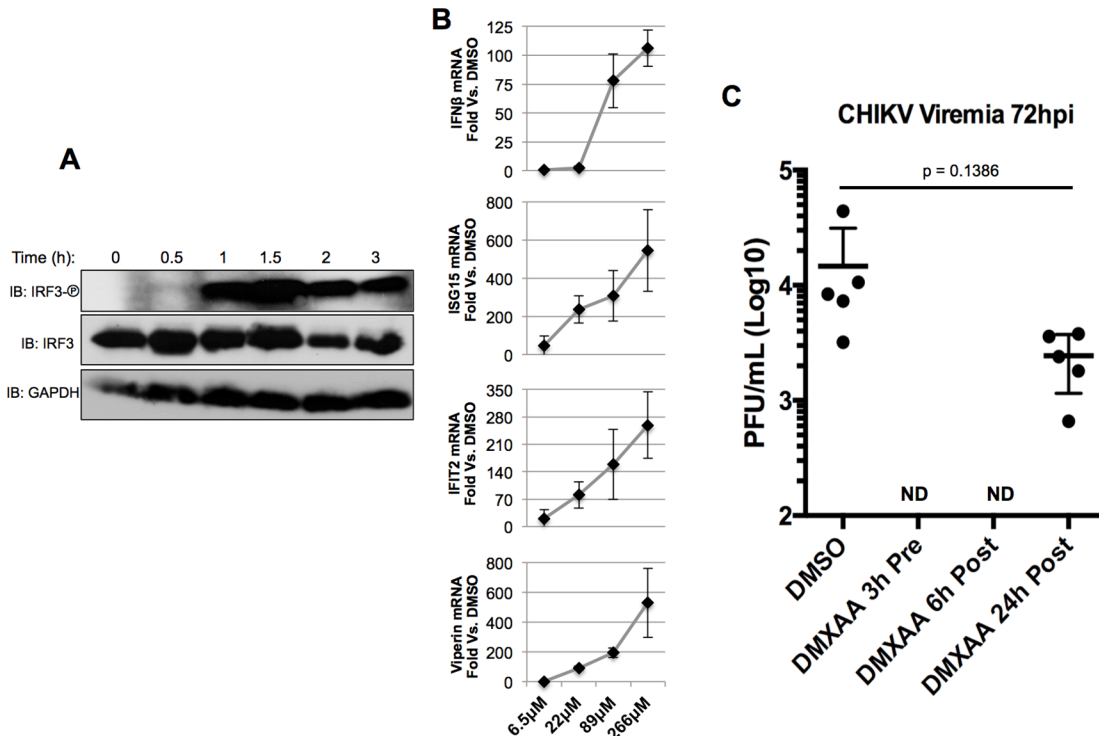 A
Time (h): 0 0.5 1 1.5 2 3
IB: IRF3-Ⓟ
IB: IRF3
IB: GAPDH
B
IFNβ mRNA
Fold Vs. DMSO
125
100
75
50
25
0
ISG15 mRNA
Fold Vs. DMSO
800
600
400
200
0
IFIT2 mRNA
Fold Vs. DMSO
350
280
210
140
70
0
Viperin mRNA
Fold Vs. DMSO
800
600
400
200
0
6.5µM 22µM 89µM 266µM
C
CHIKV Viremia 72hpi
p = 0.1386
PFU/mL (Log10)
5
4
3
2
ND ND
DMSO
DMXAA 3h Pre
DMXAA 6h Post
DMXAA 24h Post